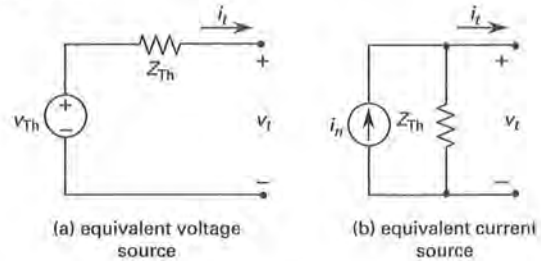 i_t
Z_Th
+
v_Th
+
−
v_t
−
(a) equivalent voltage
source
i_t
+
i_n
Z_Th
v_t
−
(b) equivalent current
source